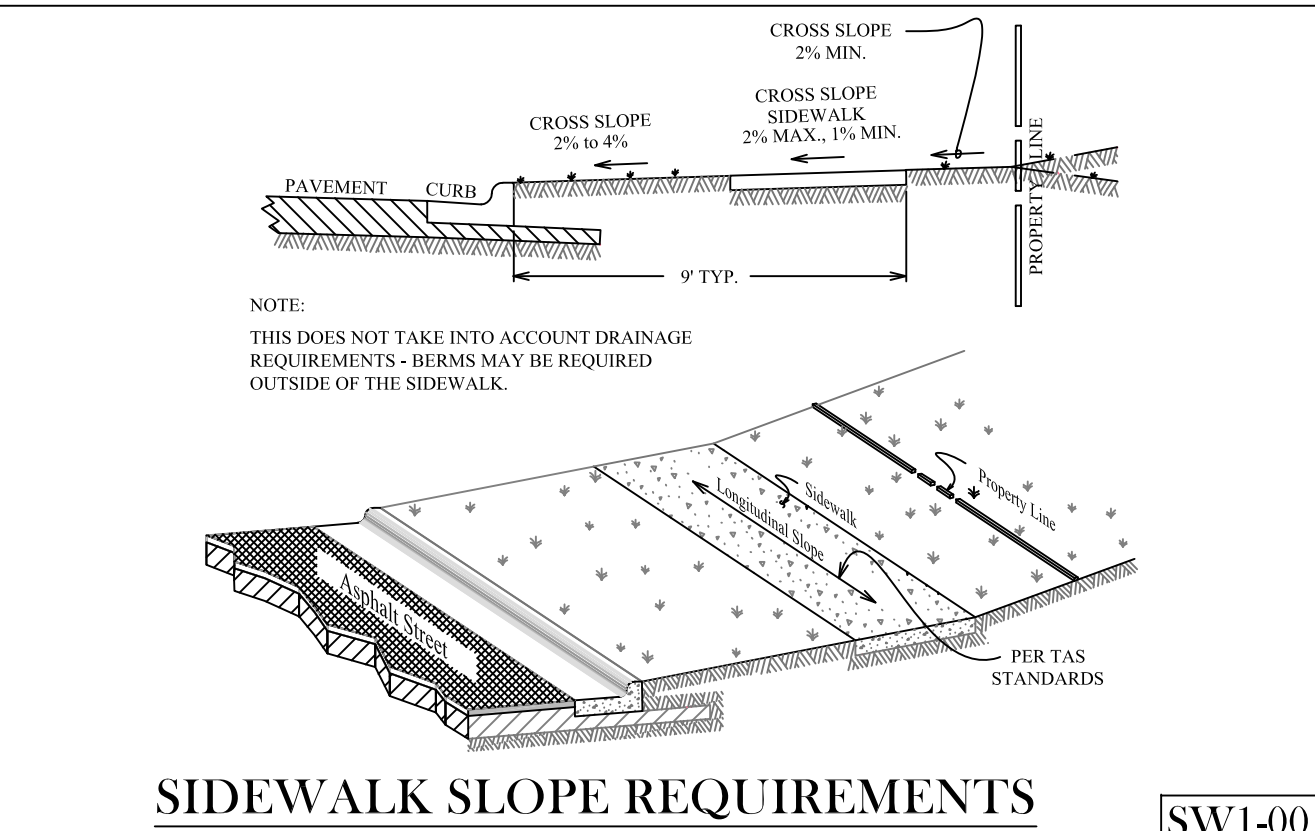 CROSS SLOPE
2% MIN.
CROSS SLOPE
SIDEWALK
2% MAX., 1% MIN.
CROSS SLOPE
2% to 4%
PAVEMENT
CURB
PROPERTY LINE
9' TYP.
NOTE:
THIS DOES NOT TAKE INTO ACCOUNT DRAINAGE
REQUIREMENTS - BERMS MAY BE REQUIRED
OUTSIDE OF THE SIDEWALK.
Longitudinal Slope
Sidewalk
Property Line
Asphalt Street
PER TAS
STANDARDS
SIDEWALK SLOPE REQUIREMENTS
SW1-00